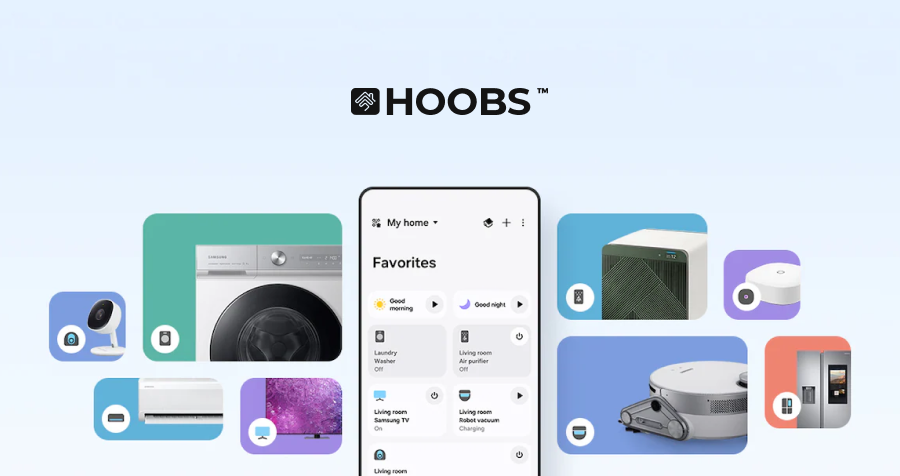 HOOBS™
My home
Favorites
Good
morning
Good night
Laundry
Washer
Off
Living room
Air purifier
Off
Living room
Samsung TV
On
Living room
Robot vacuum
Charging
Living room
SAMSUNG